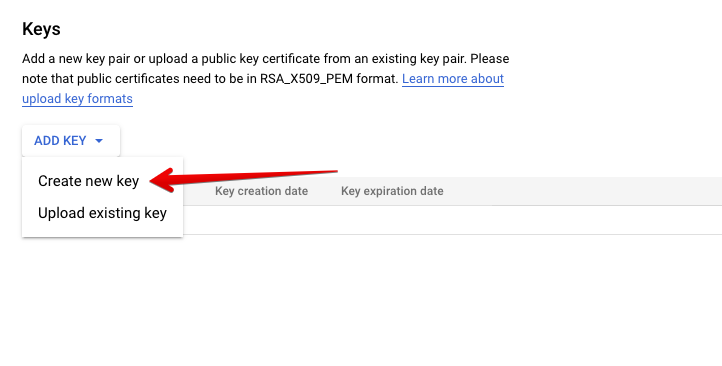 Keys
Add a new key pair or upload a public key certificate from an existing key pair. Please
note that public certificates need to be in RSA_X509_PEM format. Learn more about
upload key formats
ADD KEY
Create new key
Key creation date Key expiration date
Upload existing key